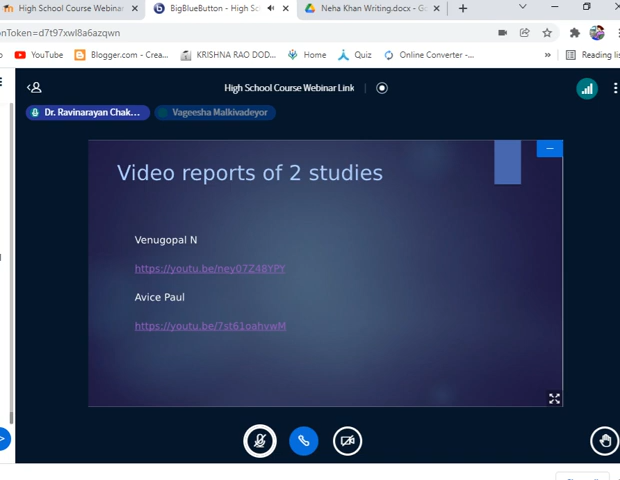 High School Course Webinar
BigBlueButton - High Sc
Neha Khan Writing.docx - Go
onToken=d7t97xwl8a6azqwn
YouTube
Blogger.com - Crea...
KRISHNA RAO DOD...
Home
Quiz
Online Converter -...
»
Reading lis
High School Course Webinar Link
Dr. Ravinarayan Chak...
Vageesha Malkivadeyor
Video reports of 2 studies
Venugopal N
https://youtu.be/ney07Z48YPY
Avice Paul
https://youtu.be/7st61oahvwM